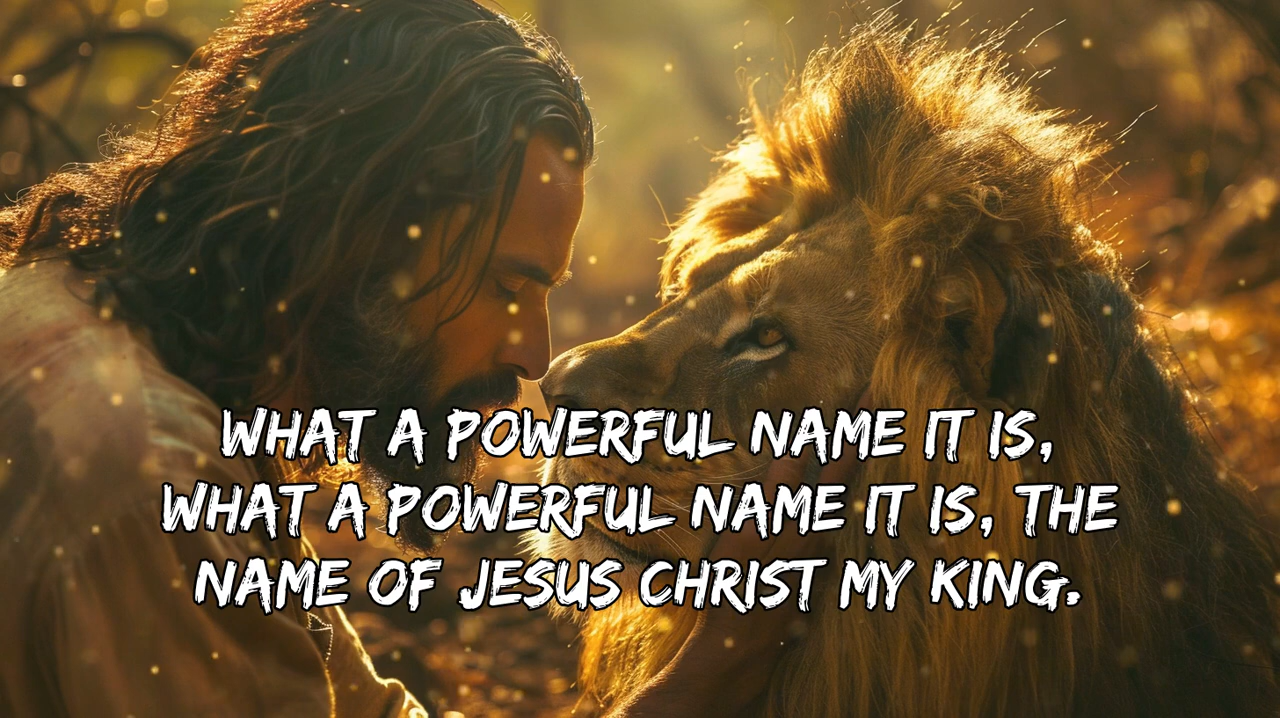 WHAT A POWERFUL NAME IT IS,
WHAT A POWERFUL NAME IT IS, THE
NAME OF JESUS CHRIST MY KING.